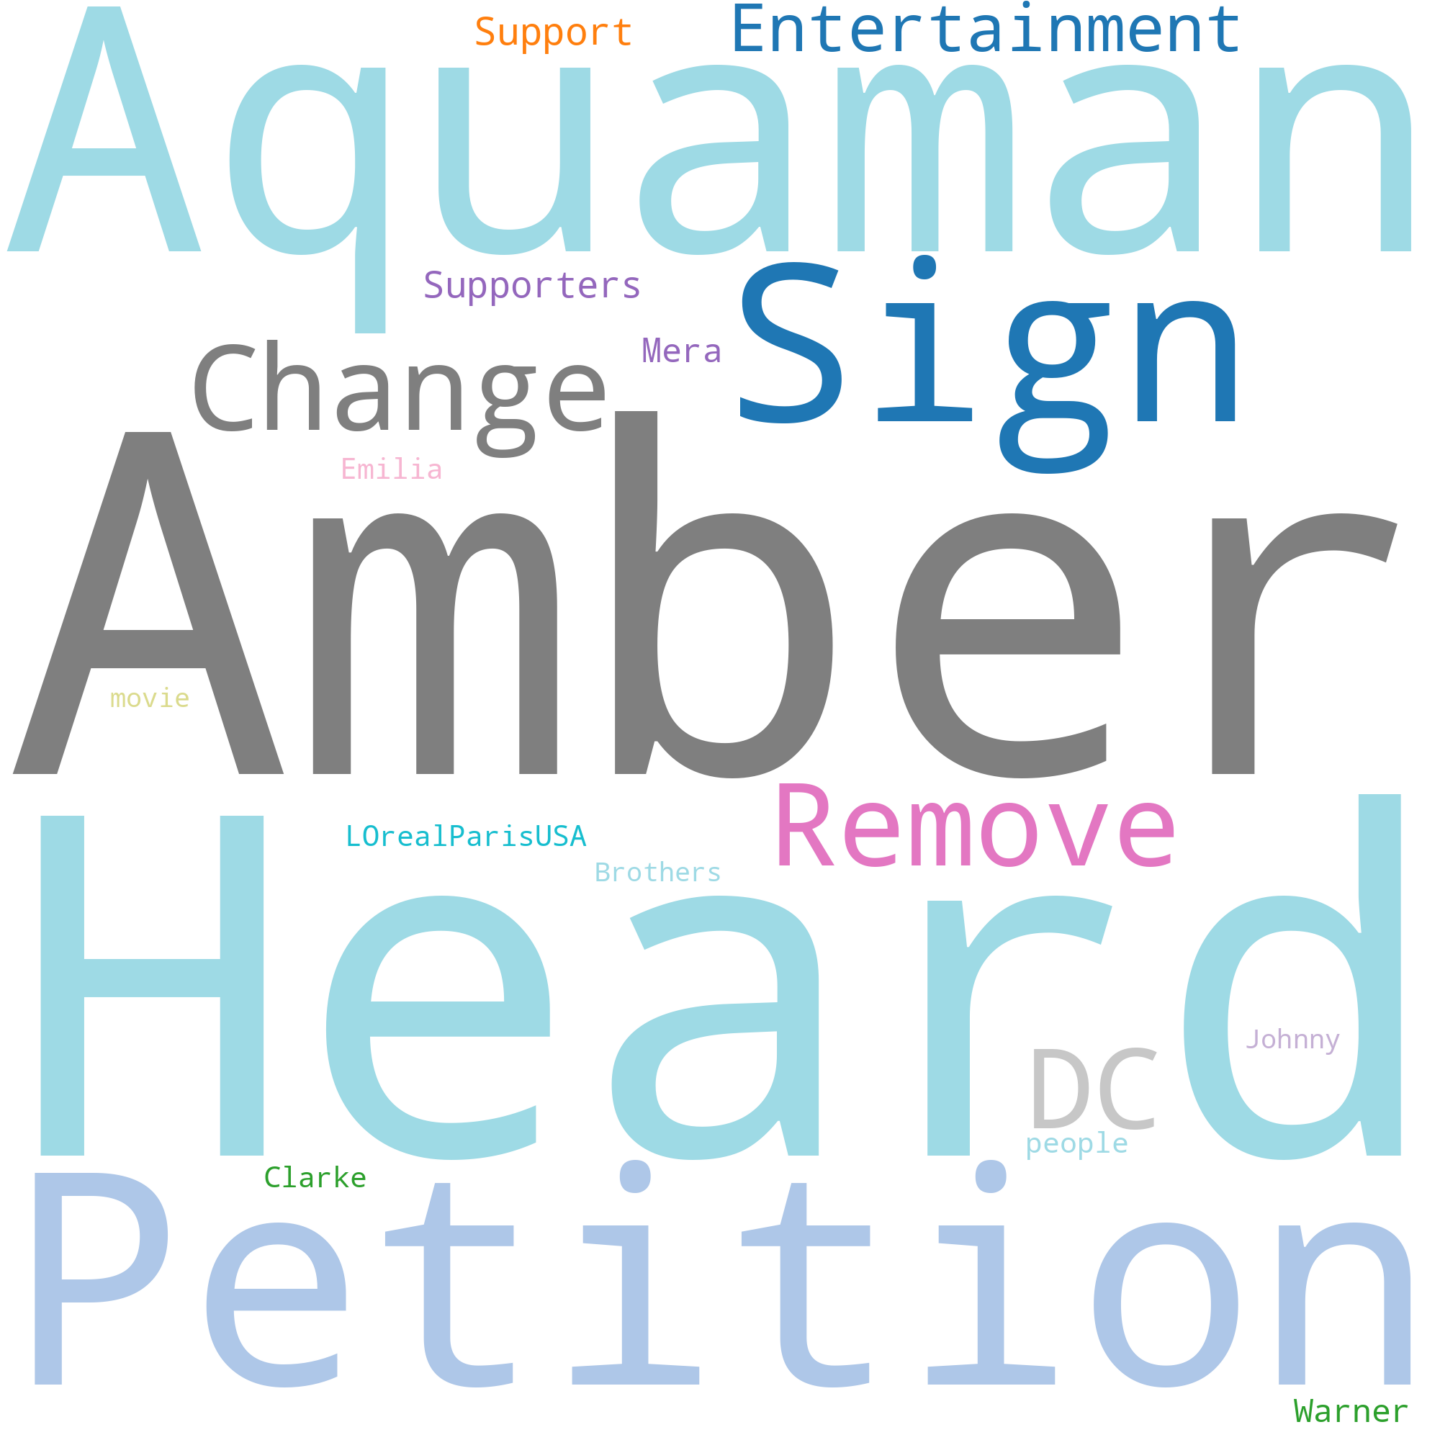 Support
Entertainment
Aquaman
Supporters
Sign
Mera
Change
Emilia
Amber
movie
Remove
LOrealParisUSA
Brothers
Heard
Johnny
DC
people
Clarke
Petition
Warner